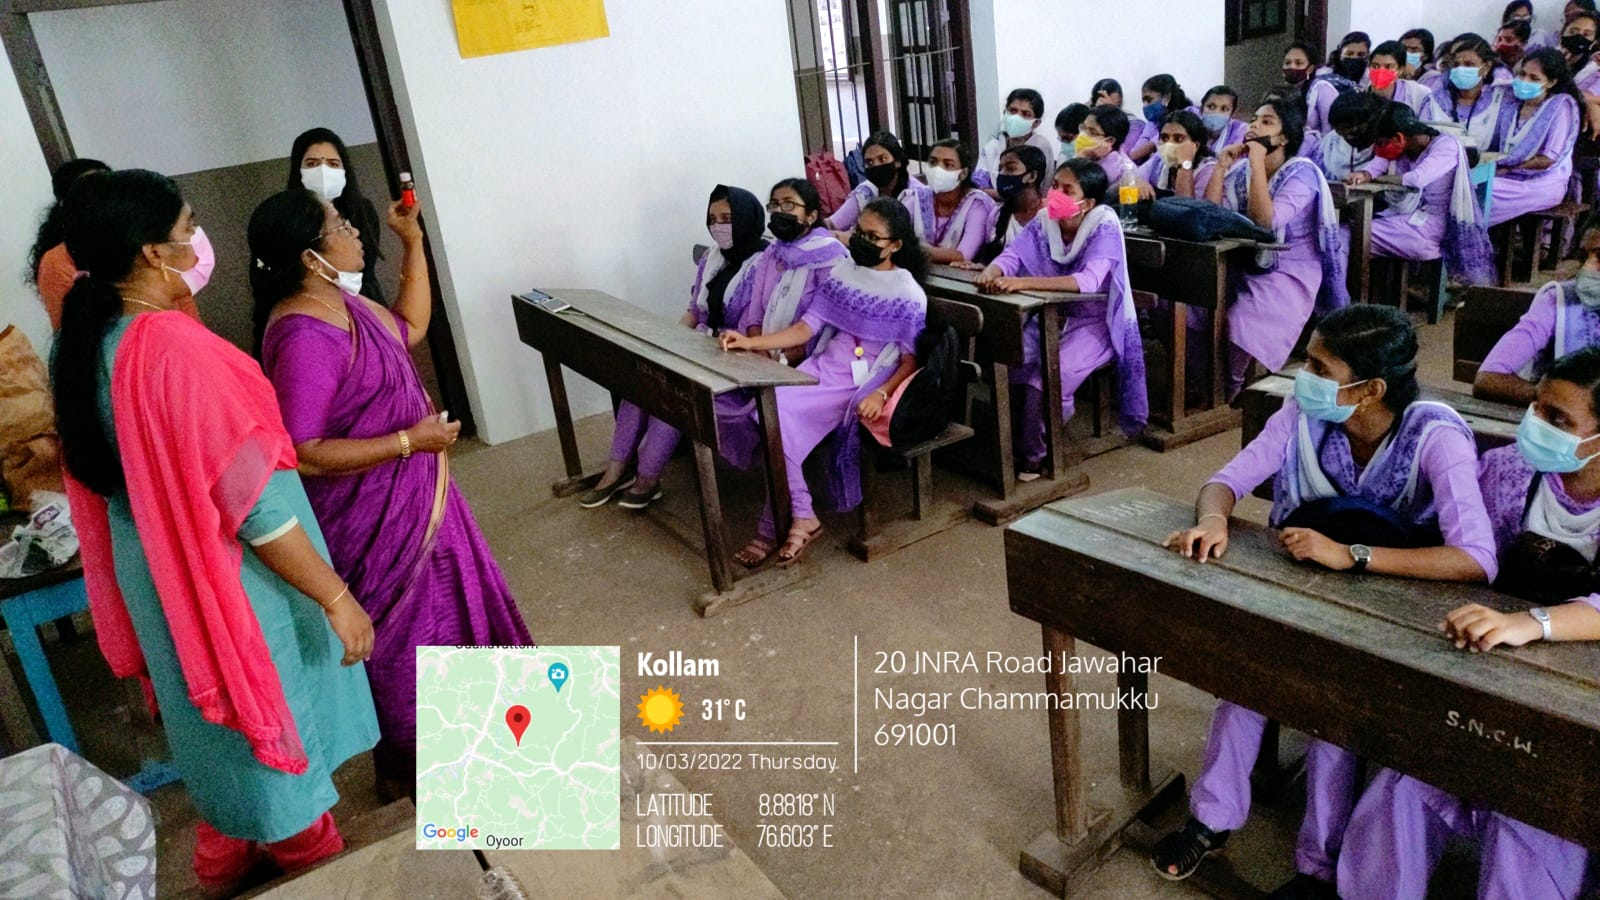 Kollam
31°C
10/03/2022 Thursday
LATITUDE 8.8818° N
LONGITUDE 76.603° E
20 JNRA Road Jawahar
Nagar Chammamukku
691001
Google
Oyoor
S.N.C.W.